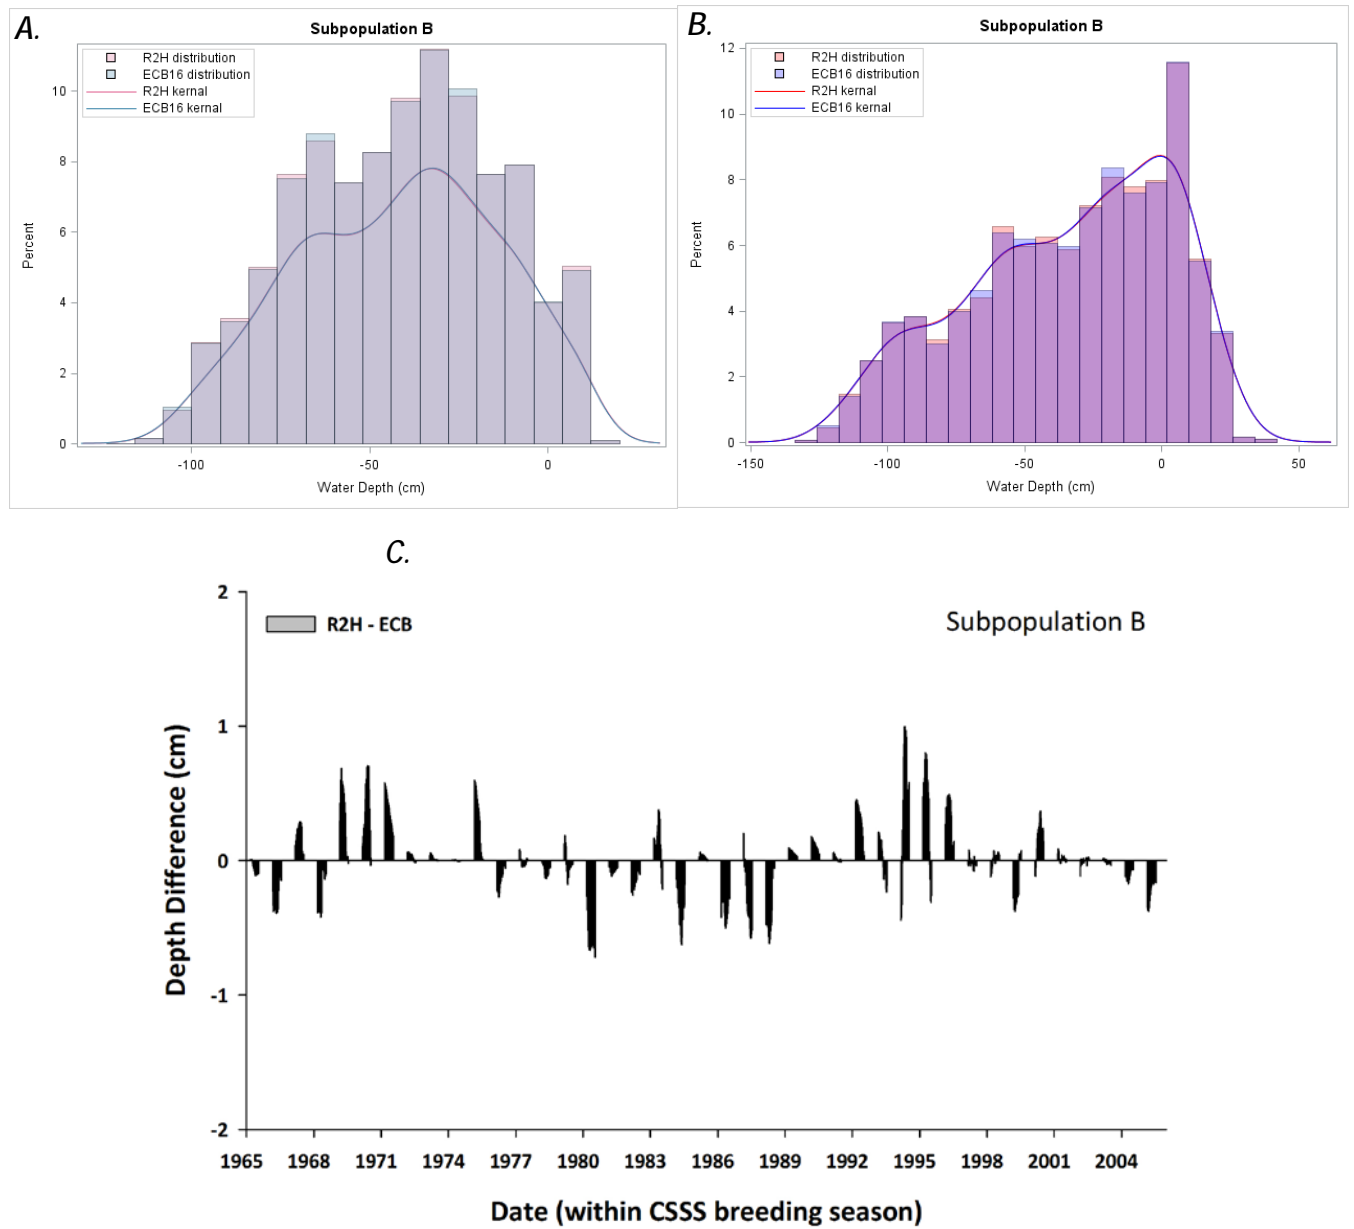 A.
Subpopulation B
R2H distribution
ECB16 distribution
R2H kernal
ECB16 kernal
10
8
6
4
2
0
Percent
-100
-50
0
Water Depth (cm)
B.
Subpopulation B
R2H distribution
ECB16 distribution
R2H kernal
ECB16 kernal
12
10
8
6
4
2
0
Percent
-150
-100
-50
0
50
Water Depth (cm)
C.
R2H - ECB
Subpopulation B
2
1
0
-1
-2
Depth Difference (cm)
1965
1968
1971
1974
1977
1980
1983
1986
1989
1992
1995
1998
2001
2004
Date (within CSSS breeding season)